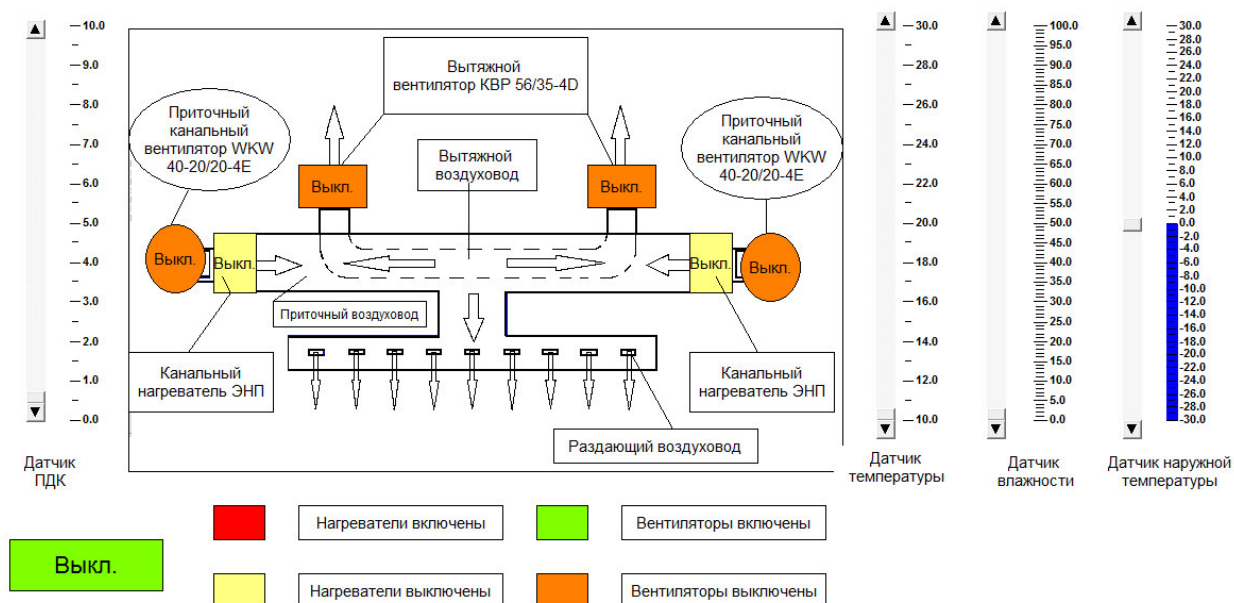 10.0
9.0
8.0
7.0
6.0
5.0
4.0
3.0
2.0
1.0
0.0
Датчик
ПДК
Приточный
канальный
вентилятор WKW
40-20/20-4E
Вытяжной
вентилятор КВР 56/35-4D
Вытяжной
воздуховод
Приточный
канальный
вентилятор WKW
40-20/20-4E
Выкл.
Выкл.
Выкл.
Выкл.
Выкл.
Выкл.
Приточный воздуховод
Канальный
нагреватель ЭНП
Канальный
нагреватель ЭНП
Раздающий воздуховод
30.0
28.0
26.0
24.0
22.0
20.0
18.0
16.0
14.0
12.0
10.0
Датчик
температуры
100.0
95.0
90.0
85.0
80.0
75.0
70.0
65.0
60.0
55.0
50.0
45.0
40.0
35.0
30.0
25.0
20.0
15.0
10.0
5.0
0.0
Датчик
влажности
30.0
28.0
26.0
24.0
22.0
20.0
18.0
16.0
14.0
12.0
10.0
8.0
6.0
4.0
2.0
0.0
-2.0
-4.0
-6.0
-8.0
-10.0
-12.0
-14.0
-16.0
-18.0
-20.0
-22.0
-24.0
-26.0
-28.0
-30.0
Датчик наружной
температуры
Выкл.
Нагреватели включены
Вентиляторы включены
Нагреватели выключены
Вентиляторы выключены